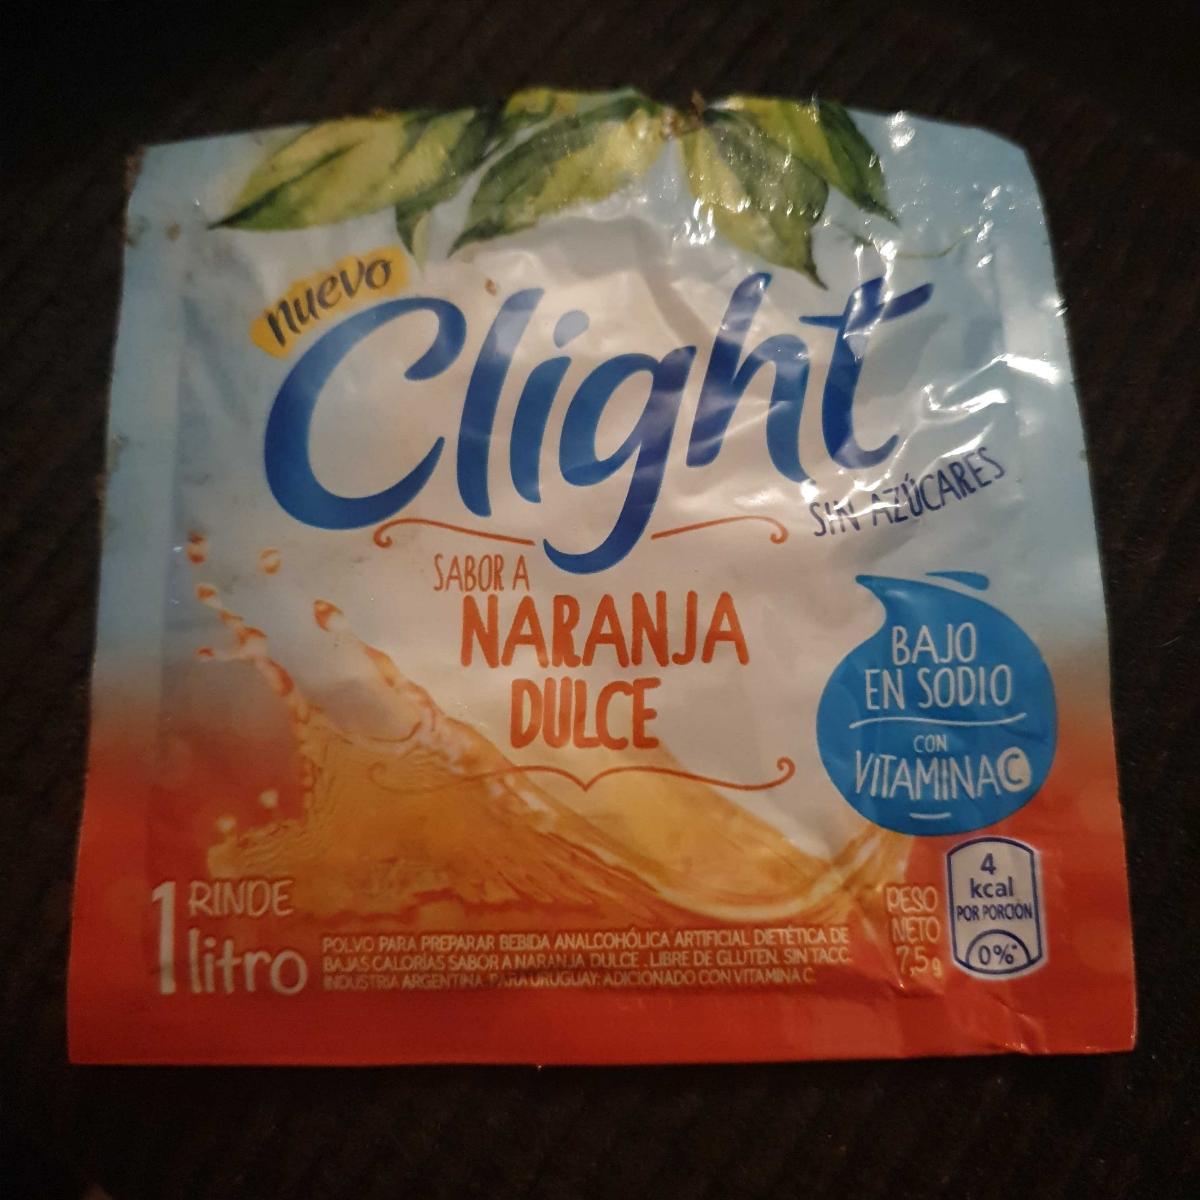 nuevo
Clight
SIN AZÚCARES
SABOR A
NARANJA
DULCE
BAJO
EN SODIO
CON
VITAMINA C
1 RINDE
litro
POLVO PARA PREPARAR BEBIDA ANALCOHÓLICA ARTIFICIAL DIETÉTICA DE
BAJAS CALORÍAS SABOR A NARANJA DULCE . LIBRE DE GLUTEN. SIN TACC.
INDUSTRIA ARGENTINA. PARA URUGUAY: ADICIONADO CON VITAMINA C.
PESO
NETO
7,5g
4
kcal
POR PORCIÓN
0%*